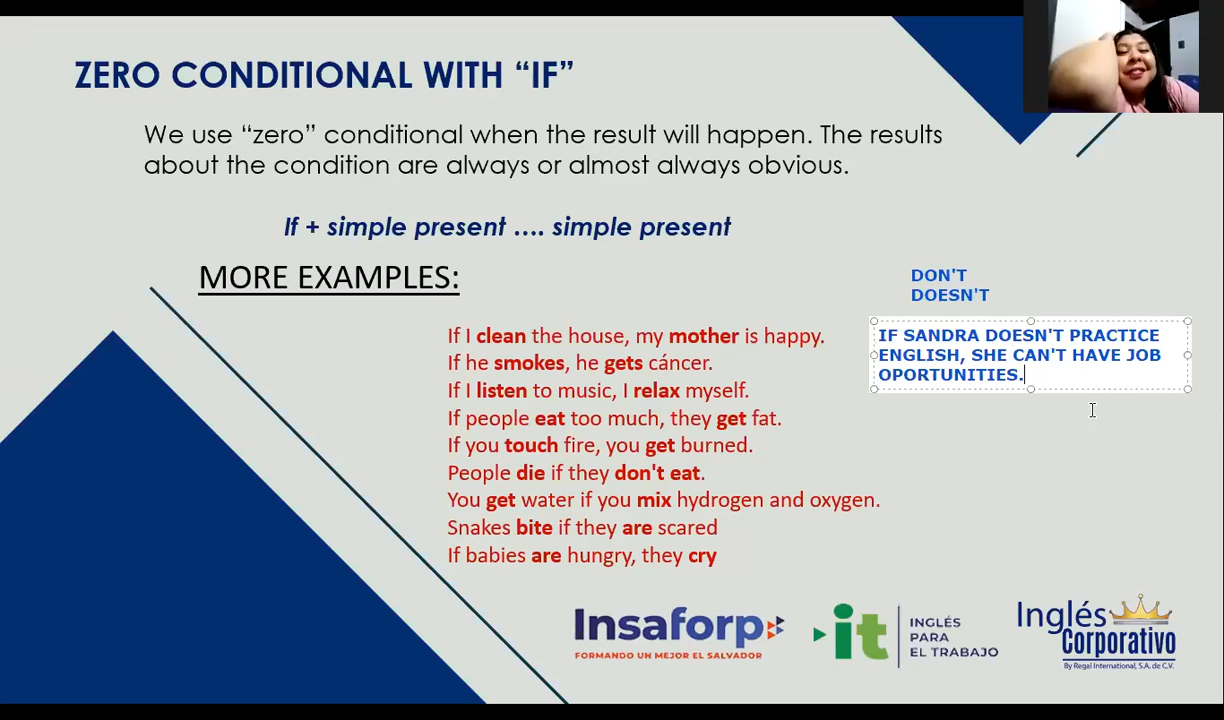 ZERO CONDITIONAL WITH “IF”
We use “zero” conditional when the result will happen. The results
about the condition are always or almost always obvious.
If + simple present …. simple present
MORE EXAMPLES:
If I clean the house, my mother is happy.
If he smokes, he gets cáncer.
If I listen to music, I relax myself.
If people eat too much, they get fat.
If you touch fire, you get burned.
People die if they don't eat.
You get water if you mix hydrogen and oxygen.
Snakes bite if they are scared
If babies are hungry, they cry
DON'T
DOESN'T
IF SANDRA DOESN'T PRACTICE
ENGLISH, SHE CAN'T HAVE JOB
OPORTUNITIES.
Insaforp
FORMANDO UN MEJOR EL SALVADOR
it
INGLÉS
PARA
EL TRABAJO
Inglés
Corporativo
By Regal International, S.A. de C.V.